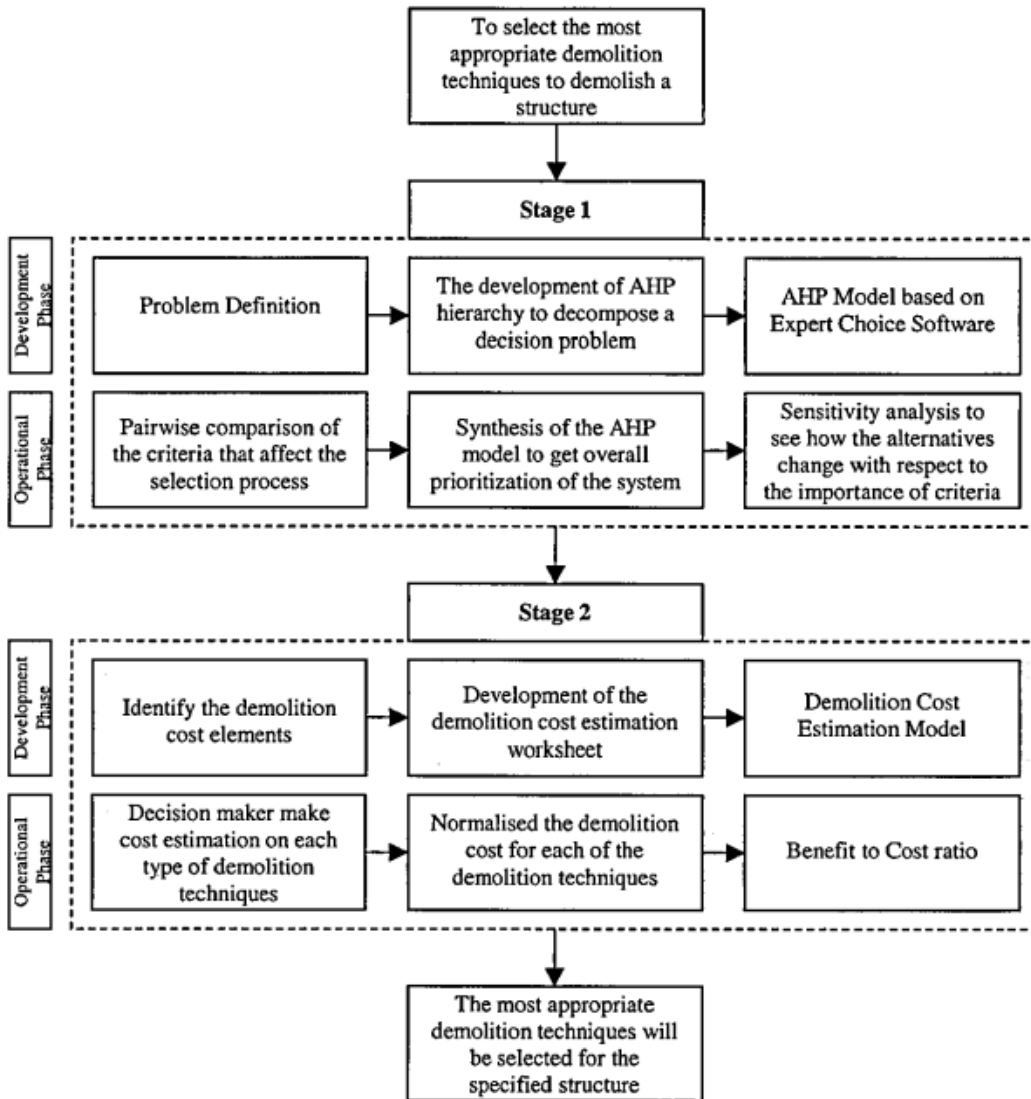 To select the most
appropriate demolition
techniques to demolish a
structure
Stage 1
Development
Phase
Problem Definition
The development of AHP
hierarchy to decompose a
decision problem
AHP Model based on
Expert Choice Software
Operational
Phase
Pairwise comparison of
the criteria that affect the
selection process
Synthesis of the AHP
model to get overall
prioritization of the system
Sensitivity analysis to
see how the alternatives
change with respect to
the importance of criteria
Stage 2
Development
Phase
Identify the demolition
cost elements
Development of the
demolition cost estimation
worksheet
Demolition Cost
Estimation Model
Operational
Phase
Decision maker make
cost estimation on each
type of demolition
techniques
Normalised the demolition
cost for each of the
demolition techniques
Benefit to Cost ratio
The most appropriate
demolition techniques will
be selected for the
specified structure